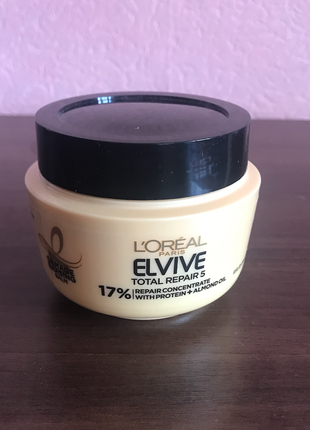 L'ORÉAL
PARIS
ELVIVE
TOTAL REPAIR 5
17% REPAIR CONCENTRATE
WITH PROTEIN + ALMOND OIL